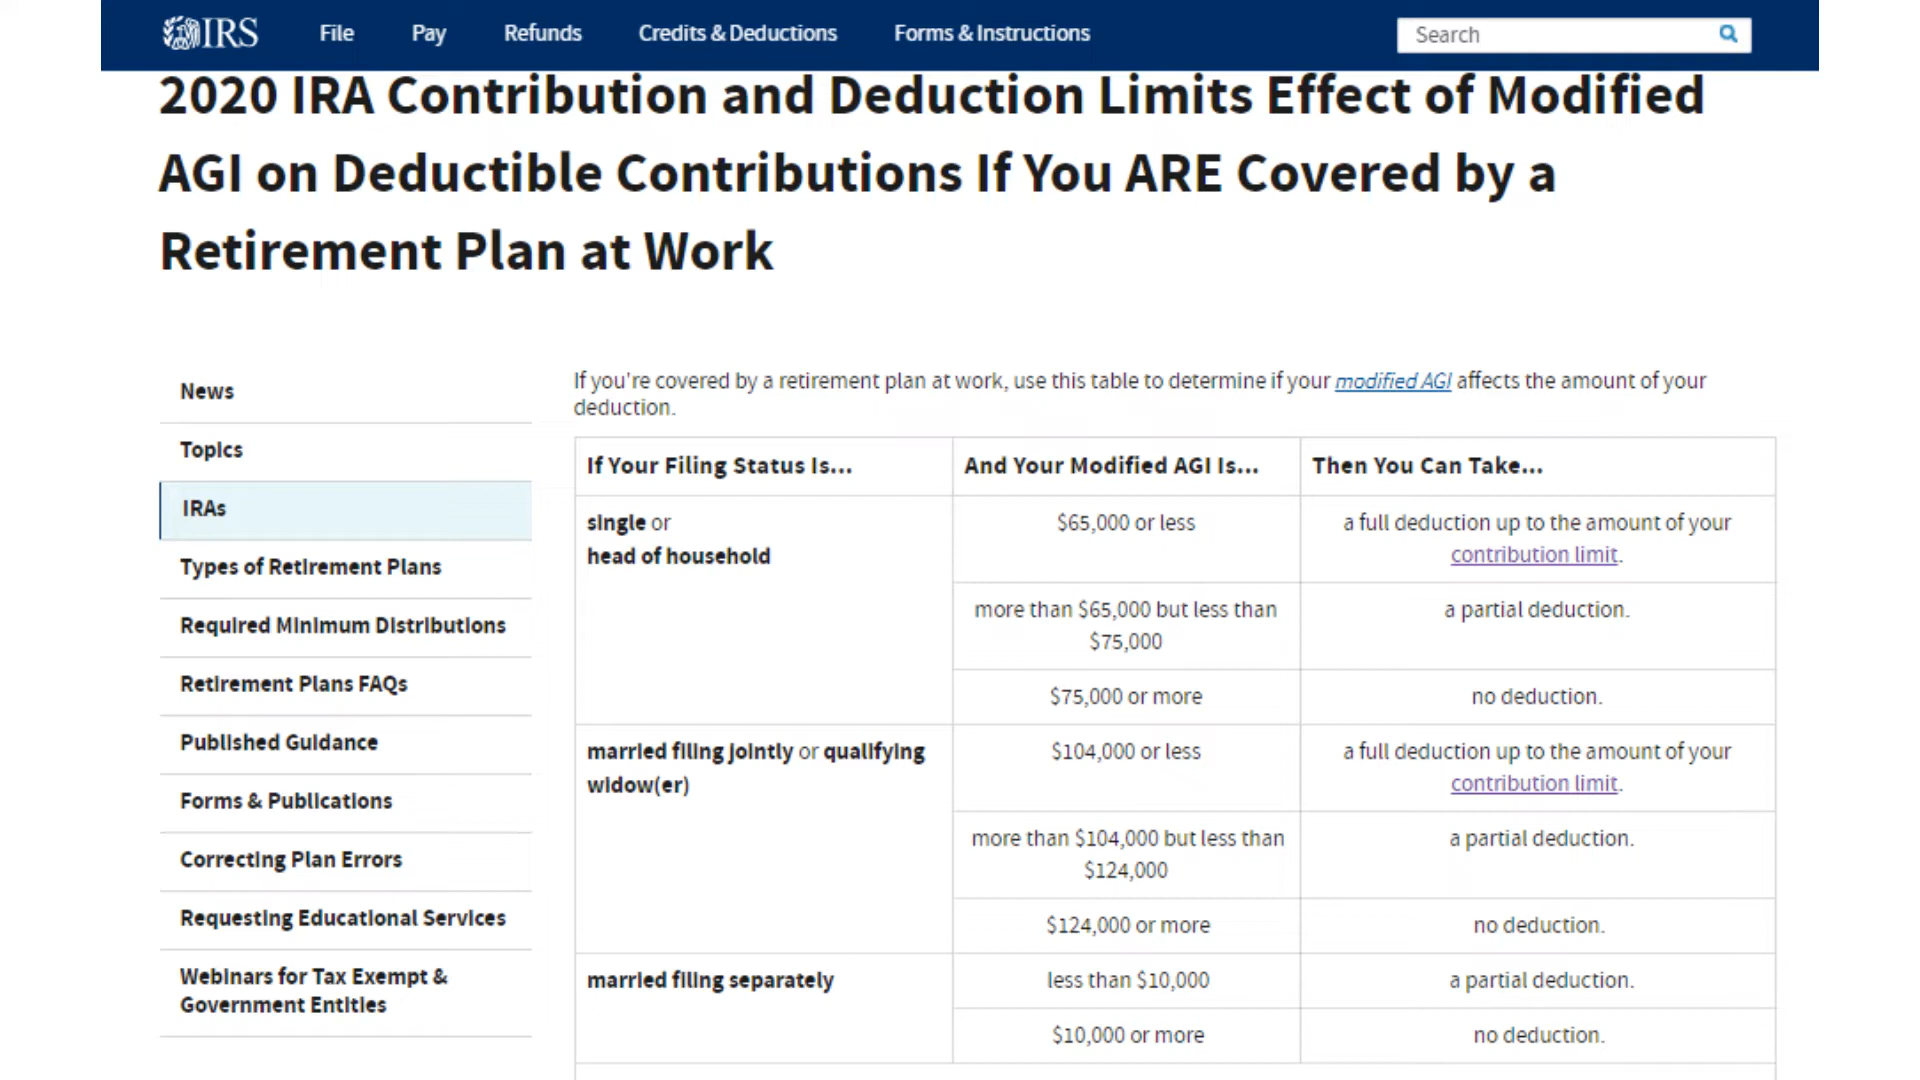 IRS File Pay Refunds Credits & Deductions Forms & Instructions Search
2020 IRA Contribution and Deduction Limits Effect of Modified
AGI on Deductible Contributions If You ARE Covered by a
Retirement Plan at Work
News
Topics
IRAs
Types of Retirement Plans
Required Minimum Distributions
Retirement Plans FAQs
Published Guidance
Forms & Publications
Correcting Plan Errors
Requesting Educational Services
Webinars for Tax Exempt &
Government Entities
If you're covered by a retirement plan at work, use this table to determine if your modified AGI affects the amount of your
deduction.
If Your Filing Status Is... And Your Modified AGI Is... Then You Can Take...
single or
head of household
$65,000 or less
a full deduction up to the amount of your
contribution limit.
more than $65,000 but less than
$75,000
a partial deduction.
$75,000 or more
no deduction.
married filing jointly or qualifying
widow(er)
$104,000 or less
a full deduction up to the amount of your
contribution limit.
more than $104,000 but less than
$124,000
a partial deduction.
$124,000 or more
no deduction.
married filing separately
less than $10,000
a partial deduction.
$10,000 or more
no deduction.